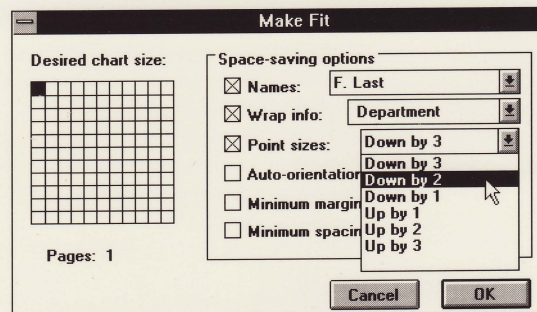 Make Fit
Desired chart size:
Pages: 1
Space-saving options
Names: F. Last
Wrap info: Department
Point sizes: Down by 3
Down by 3
Down by 2
Down by 1
Up by 1
Up by 2
Up by 3
Auto-orientation
Minimum margin
Minimum spacin
Cancel OK